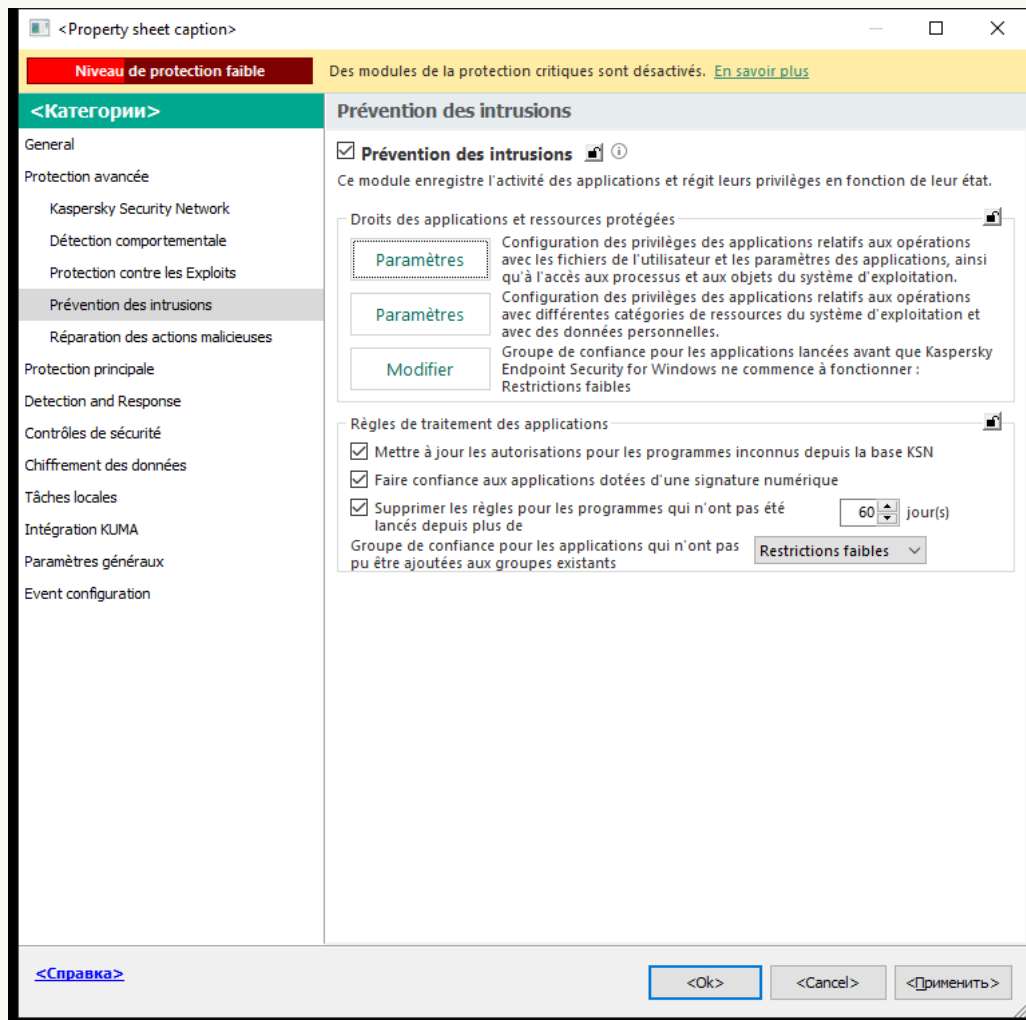 <Property sheet caption>
Niveau de protection faible
Des modules de la protection critiques sont désactivés. En savoir plus
<Категории>
General
Protection avancée
Kaspersky Security Network
Détection comportementale
Protection contre les Exploits
Prévention des intrusions
Réparation des actions malicieuses
Protection principale
Detection and Response
Contrôles de sécurité
Chiffrement des données
Tâches locales
Intégration KUMA
Paramètres généraux
Event configuration
Prévention des intrusions
Prévention des intrusions
Ce module enregistre l'activité des applications et régit leurs privilèges en fonction de leur état.
Droits des applications et ressources protégées
Paramètres
Configuration des privilèges des applications relatifs aux opérations
avec les fichiers de l'utilisateur et les paramètres des applications, ainsi
qu'à l'accès aux processus et aux objets du système d'exploitation.
Paramètres
Configuration des privilèges des applications relatifs aux opérations
avec différentes catégories de ressources du système d'exploitation et
avec des données personnelles.
Modifier
Groupe de confiance pour les applications lancées avant que Kaspersky
Endpoint Security for Windows ne commence à fonctionner :
Restrictions faibles
Règles de traitement des applications
Mettre à jour les autorisations pour les programmes inconnus depuis la base KSN
Faire confiance aux applications dotées d'une signature numérique
Supprimer les règles pour les programmes qui n'ont pas été
lancés depuis plus de
60 jour(s)
Groupe de confiance pour les applications qui n'ont pas
pu être ajoutées aux groupes existants
Restrictions faibles
<Справка>
<Ok>
<Cancel>
<Применить>